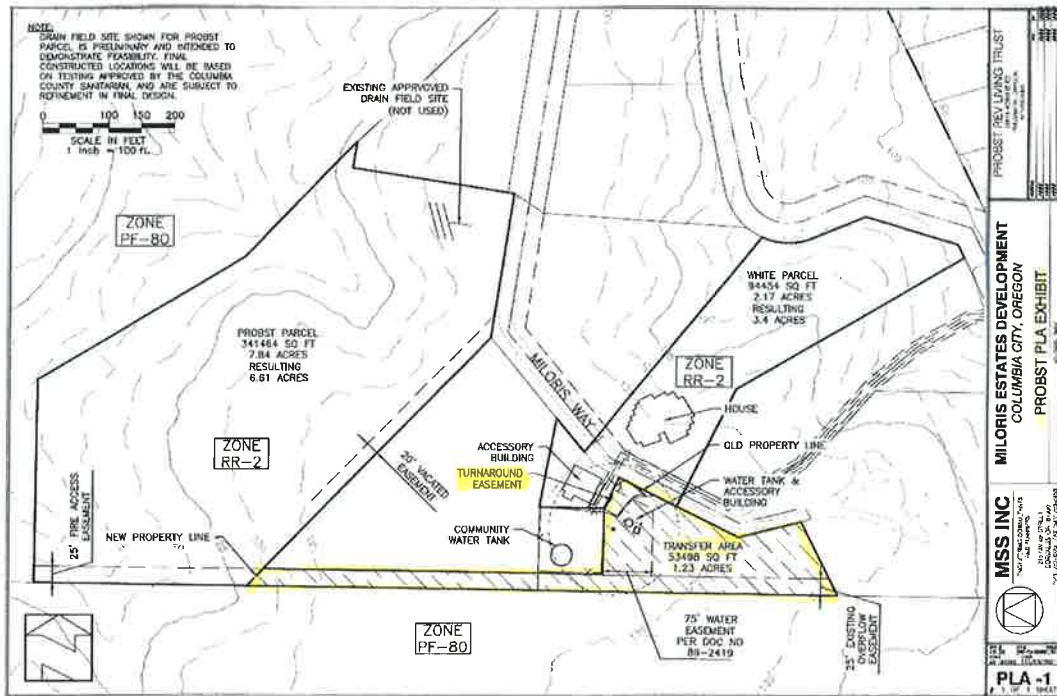 NOTE:
DRAIN FIELD SITE SHOWN FOR PROBST
PARCEL IS PRELIMINARY AND INTENDED TO
DEMONSTRATE FEASIBILITY. FINAL
CONSTRUCTED LOCATIONS WILL BE BASED
ON TESTING APPROVED BY THE COLUMBIA
COUNTY SANITARIAN, AND ARE SUBJECT TO
REFINEMENT IN FINAL DESIGN.
0 100 150 200
SCALE IN FEET
1 inch = 100 ft.
EXISTING APPRVOVED
DRAIN FIELD SITE
(NOT USED)
ZONE
PF-80
PROBST PARCEL
341464 SQ FT
7.84 ACRES
RESULTING
6.61 ACRES
WHITE PARCEL
94454 SQ FT
2.17 ACRES
RESULTING
3.4 ACRES
ZONE
RR-2
MILORIS WAY
HOUSE
OLD PROPERTY LINE
ACCESSORY
BUILDING
TURNAROUND
EASEMENT
WATER TANK &
ACCESSORY
BUILDING
ZONE
RR-2
20' VACATED
EASEMENT
COMMUNITY
WATER TANK
TRANSFER AREA
53498 SQ FT
1.23 ACRES
25' FIRE ACCESS
EASEMENT
NEW PROPERTY LINE
75' WATER
EASEMENT
PER DOC NO
88-2419
25' EXISTING
OVERFLOW
EASEMENT
ZONE
PF-80
PROBST REV LIVING TRUST
MILORIS ESTATES DEVELOPMENT
COLUMBIA CITY, OREGON
PROBST PLA EXHIBIT
MSS INC
PLA -1